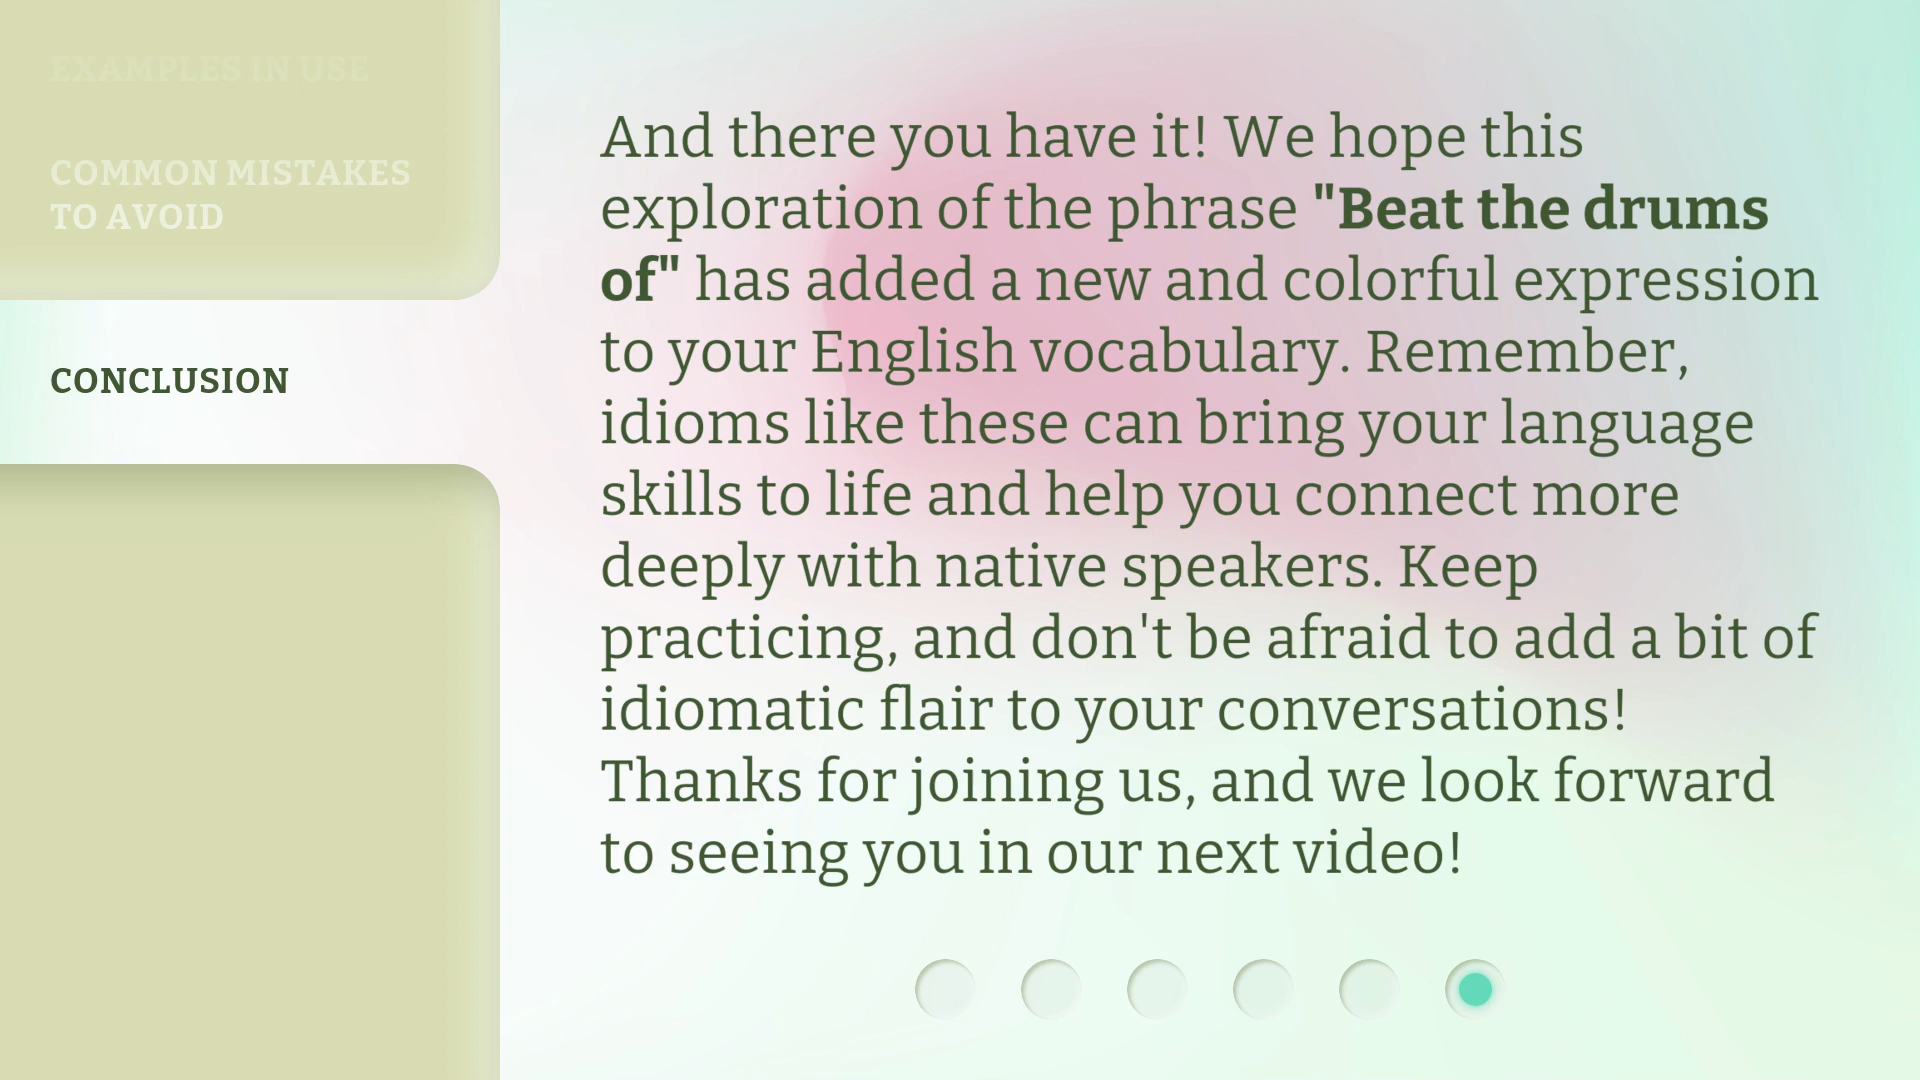 EXAMPLES IN USE
COMMON MISTAKES
TO AVOID
CONCLUSION
And there you have it! We hope this
exploration of the phrase "Beat the drums
of" has added a new and colorful expression
to your English vocabulary. Remember,
idioms like these can bring your language
skills to life and help you connect more
deeply with native speakers. Keep
practicing, and don't be afraid to add a bit of
idiomatic flair to your conversations!
Thanks for joining us, and we look forward
to seeing you in our next video!